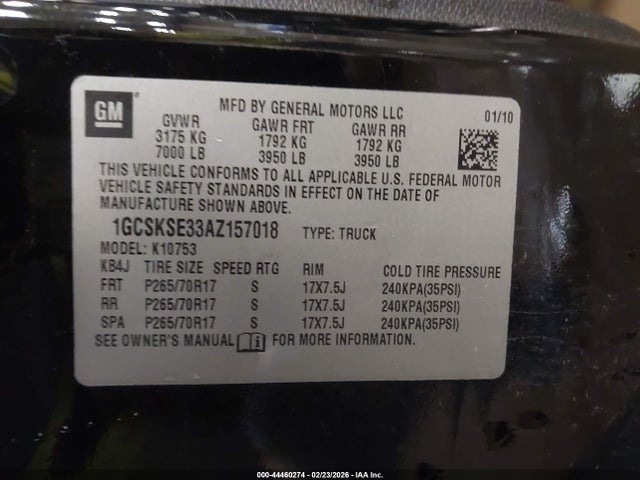 GM
MFD BY GENERAL MOTORS LLC 01/10
GVWR GAWR FRT GAWR RR
3175 KG 1792 KG 1792 KG
7000 LB 3950 LB 3950 LB
THIS VEHICLE CONFORMS TO ALL APPLICABLE U.S. FEDERAL MOTOR
VEHICLE SAFETY STANDARDS IN EFFECT ON THE DATE OF
MANUFACTURE SHOWN ABOVE.
1GCSKSE33AZ157018 TYPE: TRUCK
MODEL: K10753
KB4J TIRE SIZE SPEED RTG RIM COLD TIRE PRESSURE
FRT P265/70R17 S 17X7.5J 240KPA(35PSI)
RR P265/70R17 S 17X7.5J 240KPA(35PSI)
SPA P265/70R17 S 17X7.5J 240KPA(35PSI)
SEE OWNER'S MANUAL FOR MORE INFORMATION.
000-44460274 - 02/23/2026 - IAA Inc.